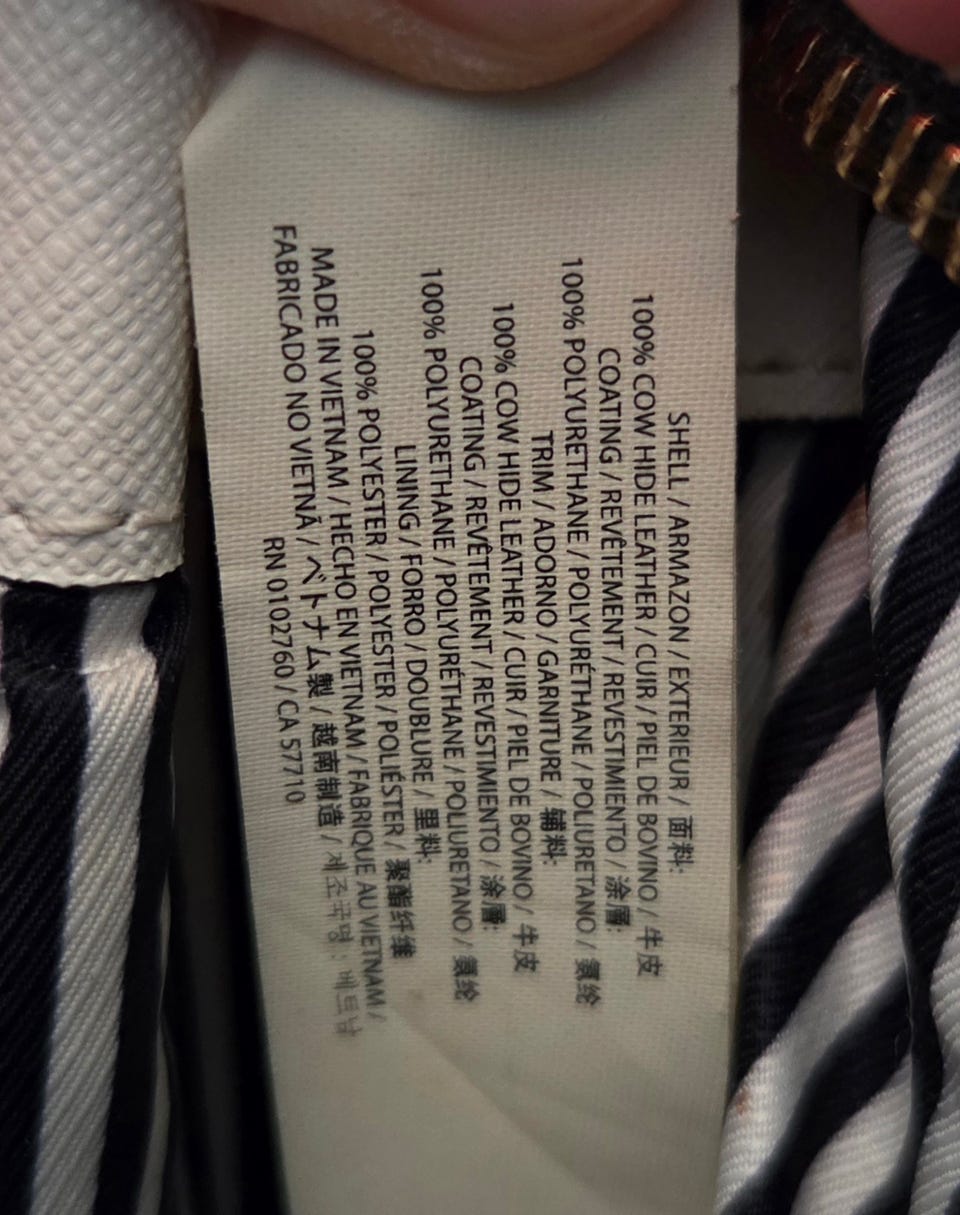 SHELL / ARMAZON / EXTERIEUR / 面料:
100% COW HIDE LEATHER / CUIR / PIEL DE BOVINO / 牛皮
COATING / REVÊTEMENT / REVESTIMIENTO / 涂層:
100% POLYURETHANE / POLYURÉTHANE / POLIURETANO / 氨纶
TRIM / ADORNO / GARNITURE / 辅料:
100% COW HIDE LEATHER / CUIR / PIEL DE BOVINO / 牛皮
COATING / REVÊTEMENT / REVESTIMIENTO / 涂層:
100% POLYURETHANE / POLYURÉTHANE / POLIURETANO / 氨纶
LINING / FORRO / DOUBLURE / 里料:
100% POLYESTER / POLYESTER / POLIÉSTER / 聚酯纤维
MADE IN VIETNAM / HECHO EN VIETNAM / FABRIQUE AU VIETNAM /
FABRICADO NO VIETNÃ / ベトナム製 / 越南制造 / 제조국명 : 베트남
RN 0102760 / CA 57710